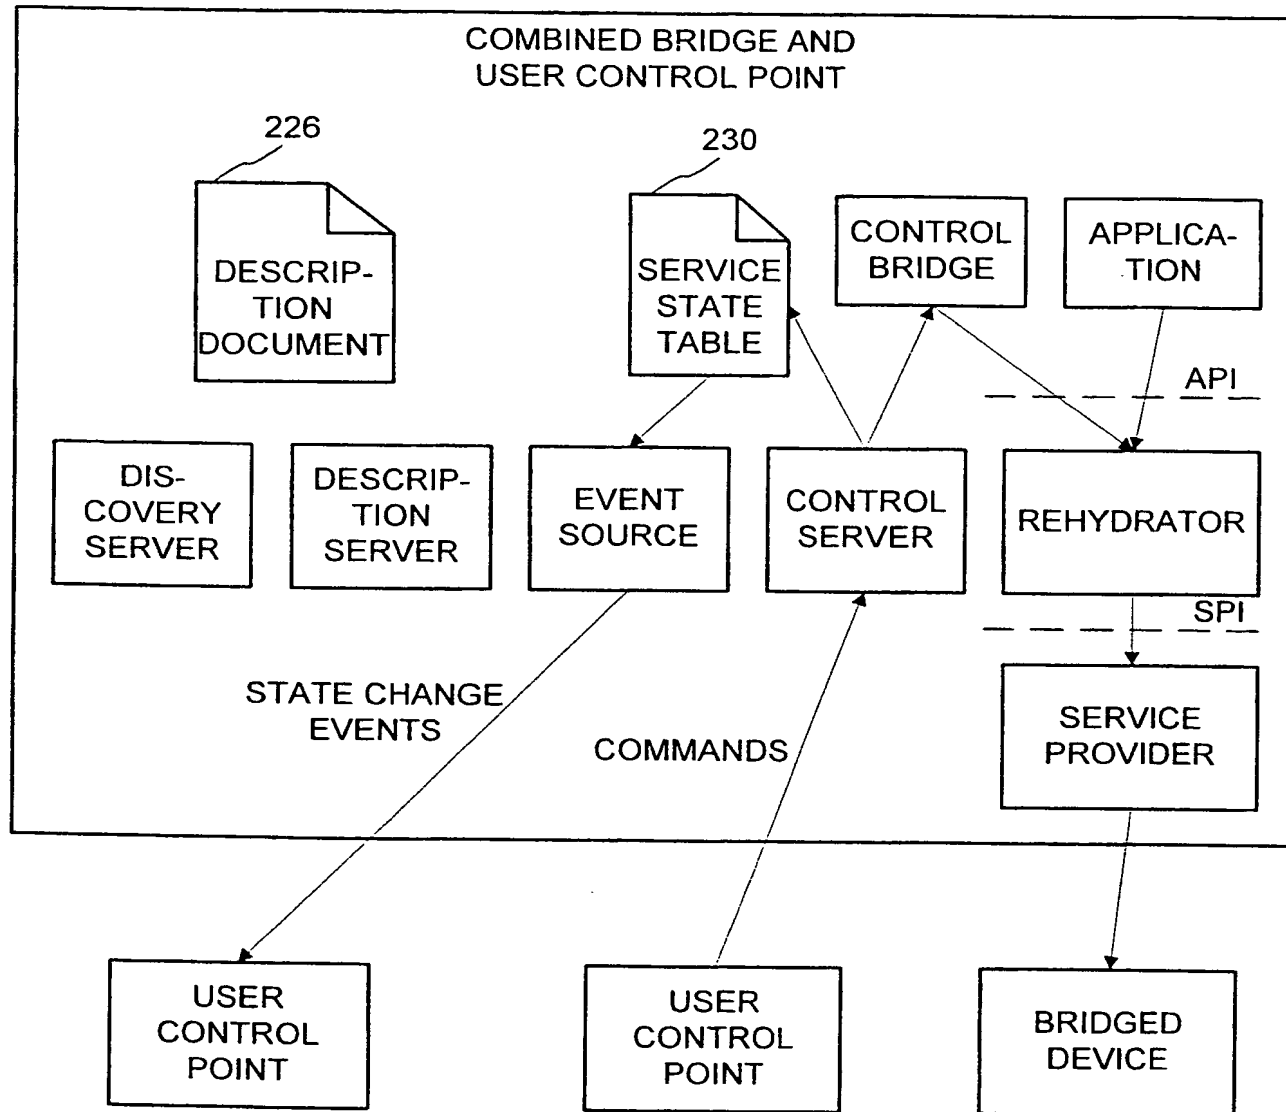 COMBINED BRIDGE AND
USER CONTROL POINT
226
230
DESCRIP-
TION
DOCUMENT
SERVICE
STATE
TABLE
CONTROL
BRIDGE
APPLICA-
TION
API
DIS-
COVERY
SERVER
DESCRIP-
TION
SERVER
EVENT
SOURCE
CONTROL
SERVER
REHYDRATOR
SPI
STATE CHANGE
EVENTS
COMMANDS
SERVICE
PROVIDER
USER
CONTROL
POINT
USER
CONTROL
POINT
BRIDGED
DEVICE